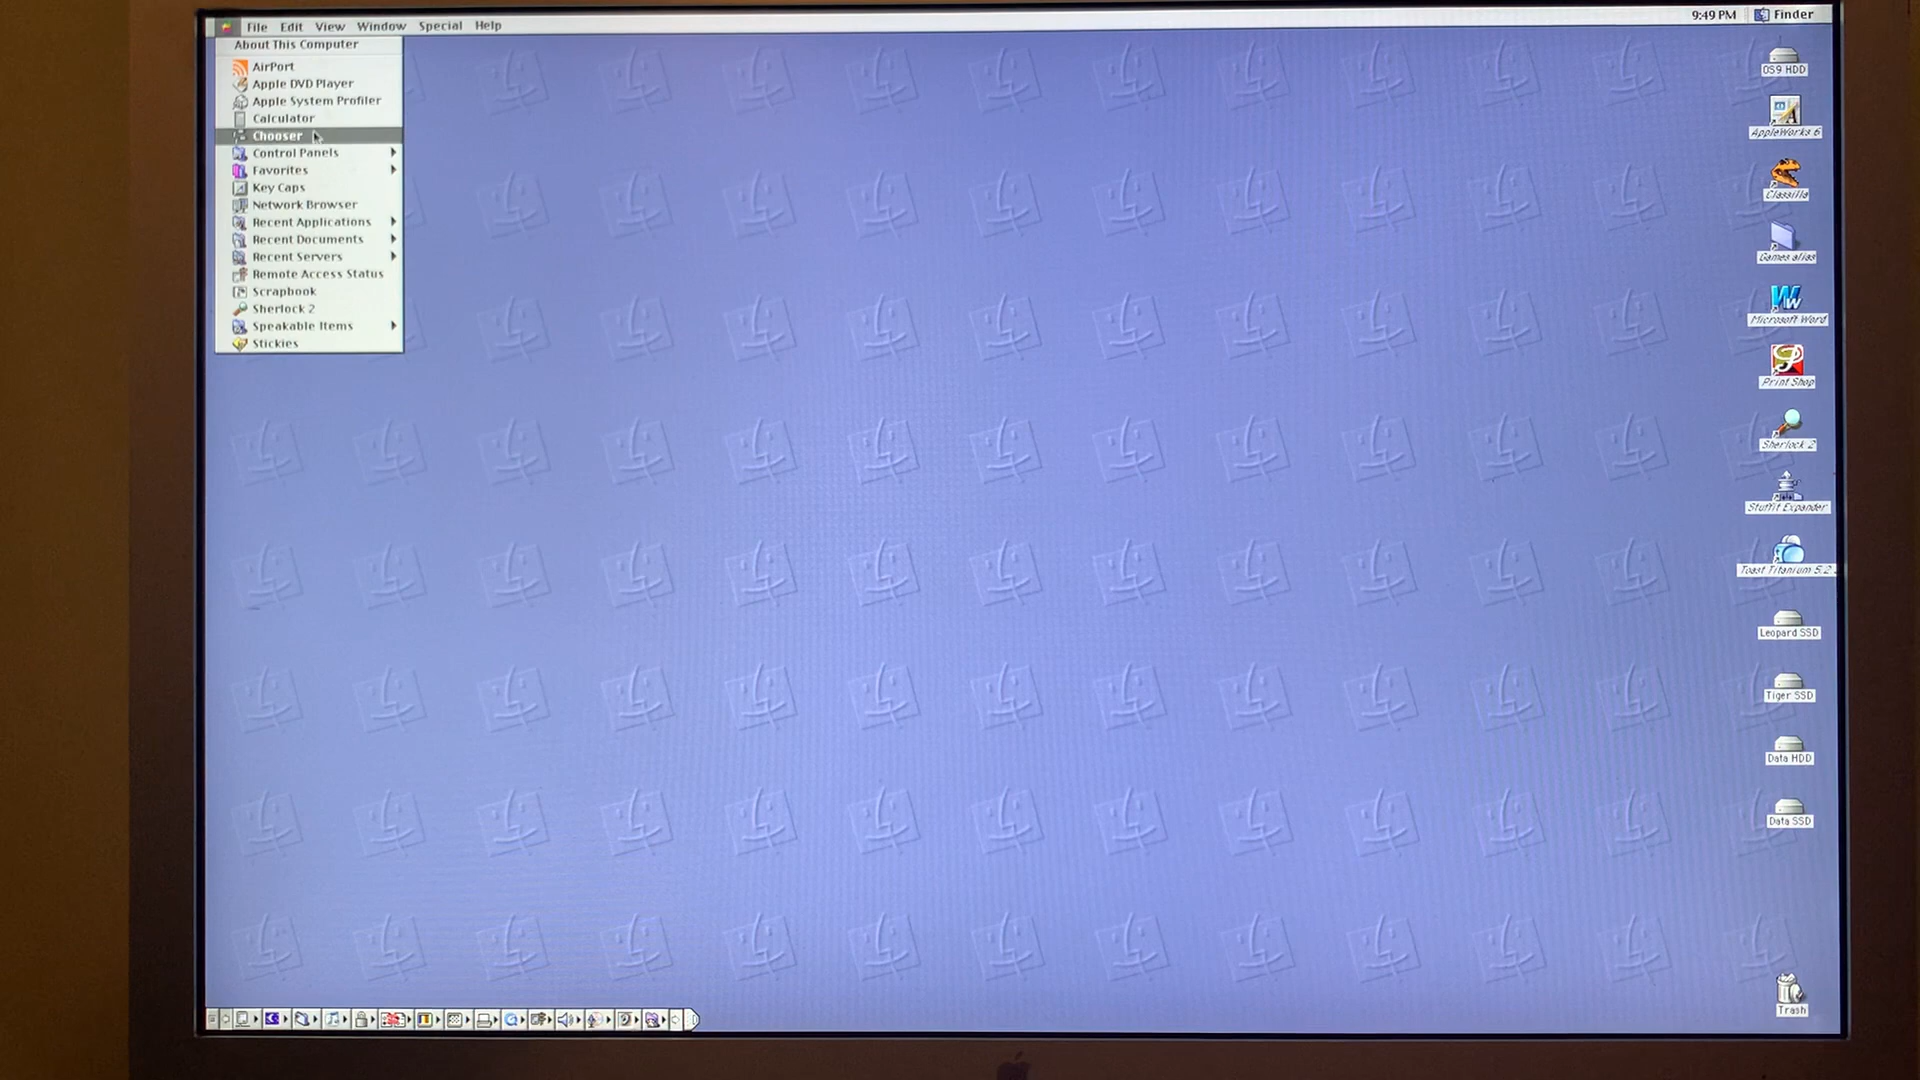 File Edit View Window Special Help
9:49 PM Finder
About This Computer
AirPort
Apple DVD Player
Apple System Profiler
Calculator
Chooser
Control Panels
Favorites
Key Caps
Network Browser
Recent Applications
Recent Documents
Recent Servers
Remote Access Status
Scrapbook
Sherlock 2
Speakable Items
Stickies
OS9 HDD
AppleWorks 6
Classilla
Games alias
Microsoft Word
Print Shop
Sherlock 2
StuffIt Expander
Toast Titanium 5.2
Leopard SSD
Tiger SSD
Data HDD
Data SSD
Trash